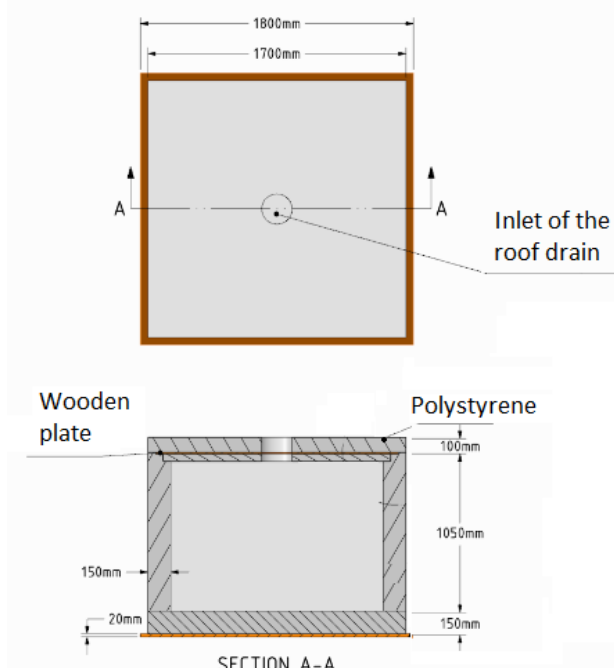 1800mm
1700mm
A
A
Inlet of the
roof drain
Wooden
plate
Polystyrene
100mm
1050mm
150mm
20mm
150mm
SECTION A-A